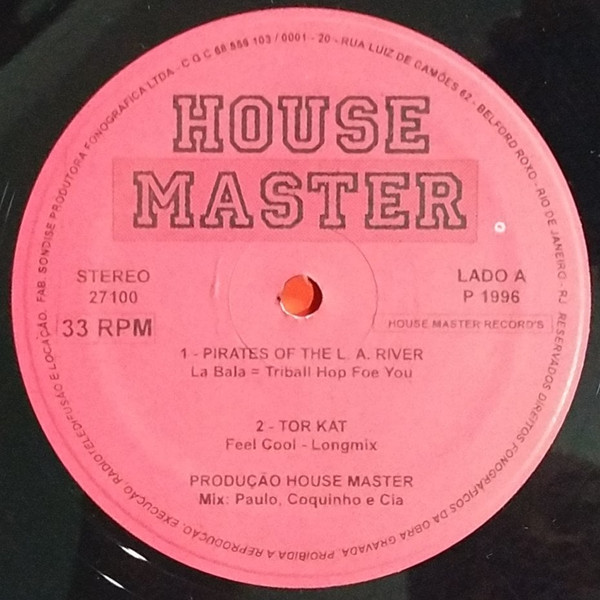 HOUSE
MASTER
STEREO
27100
33 RPM
LADO A
P 1996
HOUSE MASTER RECORD'S
1 - PIRATES OF THE L. A. RIVER
La Bala = Triball Hop Foe You
2 - TOR KAT
Feel Cool - Longmix
PRODUÇÃO HOUSE MASTER
Mix: Paulo, Coquinho e Cia
FAB. SONDISE PRODUTORA FONOGRAFICA LTDA - C G C 68 556 103 / 0001 - 20 - RUA LUIZ DE CAMÕES 62 - BELFORD ROXO - RIO DE JANEIRO - RJ RESERVADOS DIREITOS FONOGRÁFICOS DA OBRA GRAVADA. PROIBIDA A REPRODUÇÃO, EXECUÇÃO, RADIOTELEDIFUSÃO E LOCAÇÃO.